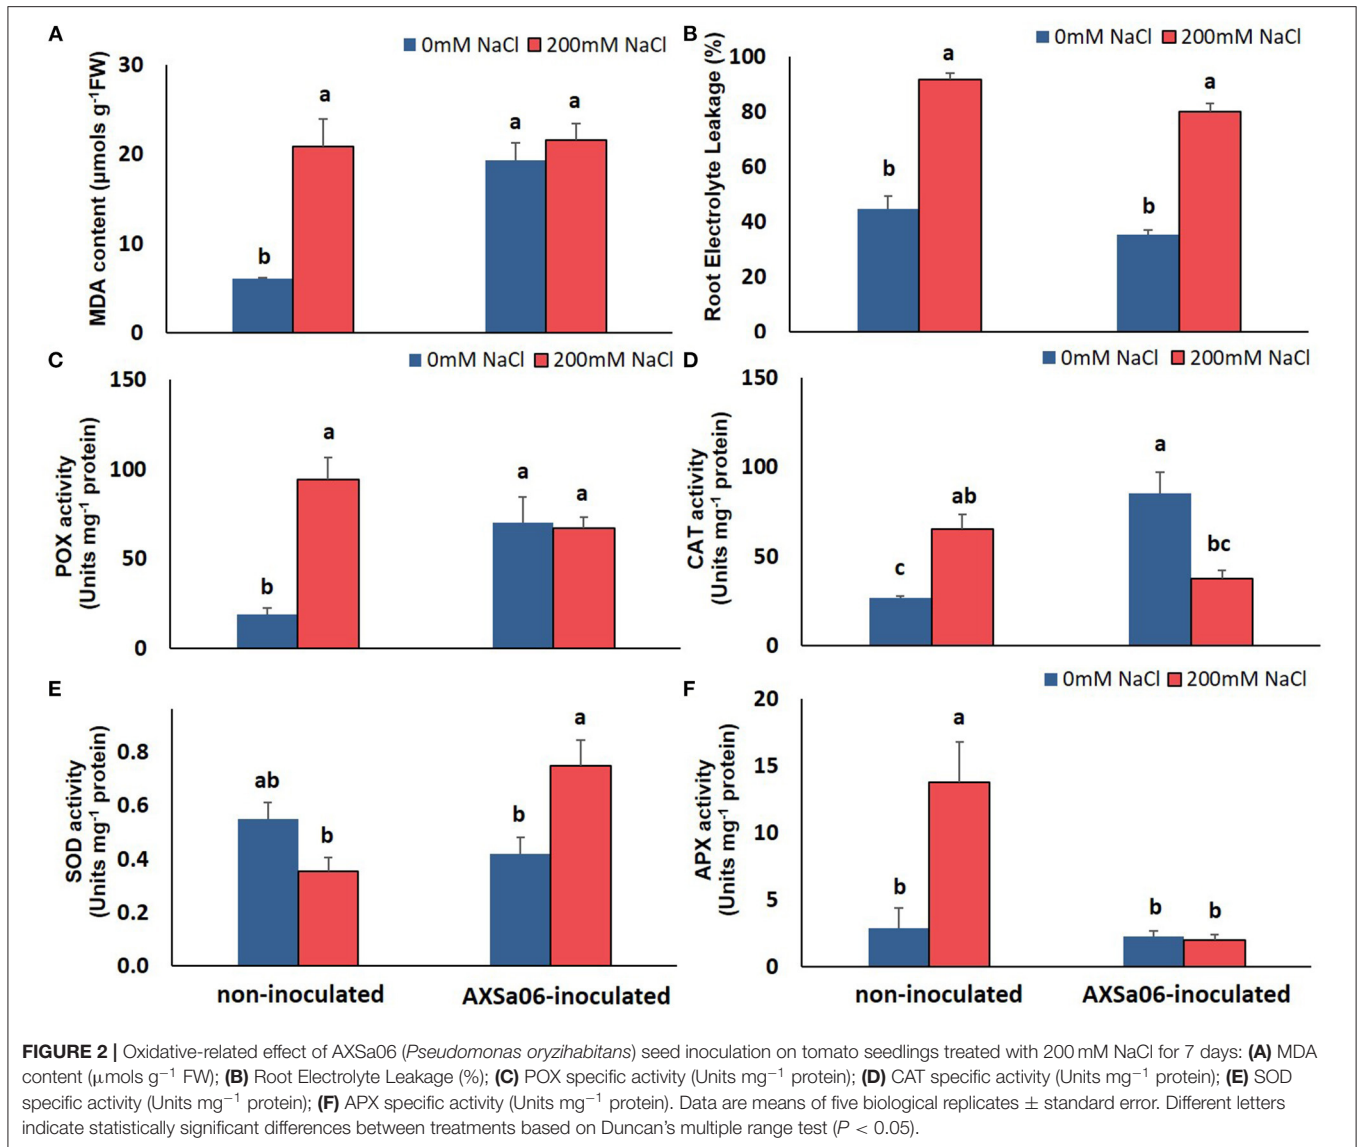 A
0mM NaCl 200mM NaCl
MDA content (µmols g⁻¹FW)
30
20
10
0
b
a
a
a
B
0mM NaCl 200mM NaCl
Root Electrolyte Leakage (%)
100
80
60
40
20
0
b
a
b
a
C
0mM NaCl 200mM NaCl
POX activity
(Units mg⁻¹ protein)
150
100
50
0
b
a
a
a
D
0mM NaCl 200mM NaCl
CAT activity
(Units mg⁻¹ protein)
150
100
50
0
c
ab
a
bc
E
SOD activity
(Units mg⁻¹ protein)
0.8
0.6
0.4
0.2
0.0
ab
b
b
a
non-inoculated AXSa06-inoculated
F
0mM NaCl 200mM NaCl
APX activity
(Units mg⁻¹ protein)
20
15
10
5
0
b
a
b
b
non-inoculated AXSa06-inoculated
FIGURE 2 | Oxidative-related effect of AXSa06 (Pseudomonas oryzihabitans) seed inoculation on tomato seedlings treated with 200 mM NaCl for 7 days: (A) MDA
content (µmols g⁻¹ FW); (B) Root Electrolyte Leakage (%); (C) POX specific activity (Units mg⁻¹ protein); (D) CAT specific activity (Units mg⁻¹ protein); (E) SOD
specific activity (Units mg⁻¹ protein); (F) APX specific activity (Units mg⁻¹ protein). Data are means of five biological replicates ± standard error. Different letters
indicate statistically significant differences between treatments based on Duncan's multiple range test (P < 0.05).